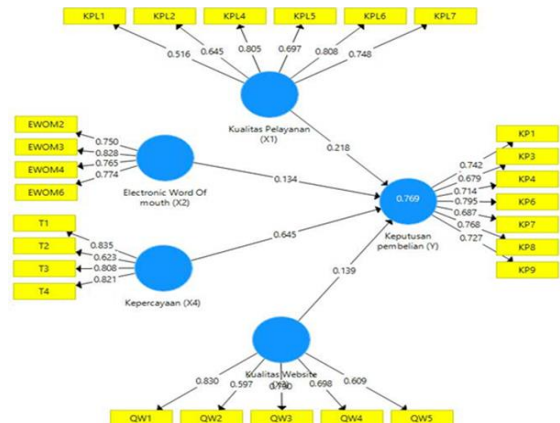 KPL1 KPL2 KPL4 KPL5 KPL6 KPL7
0.516 0.645 0.805 0.697 0.808 0.748
Kualitas Pelayanan
(X1)
0.218
EWOM2
EWOM3
EWOM4
EWOM6
0.750
0.828
0.765
0.774
Electronic Word Of
mouth (X2)
0.134
T1
T2
T3
T4
0.835
0.623
0.808
0.821
Kepercayaan (X4)
0.645
0.769
Keputusan
pembelian (Y)
0.742
0.679
0.714
0.795
0.687
0.768
0.727
KP1
KP3
KP4
KP6
KP7
KP8
KP9
0.139
Kualitas Website
0.830 0.597 0.698 0.609
QW1 QW2 QW3 QW4 QW5